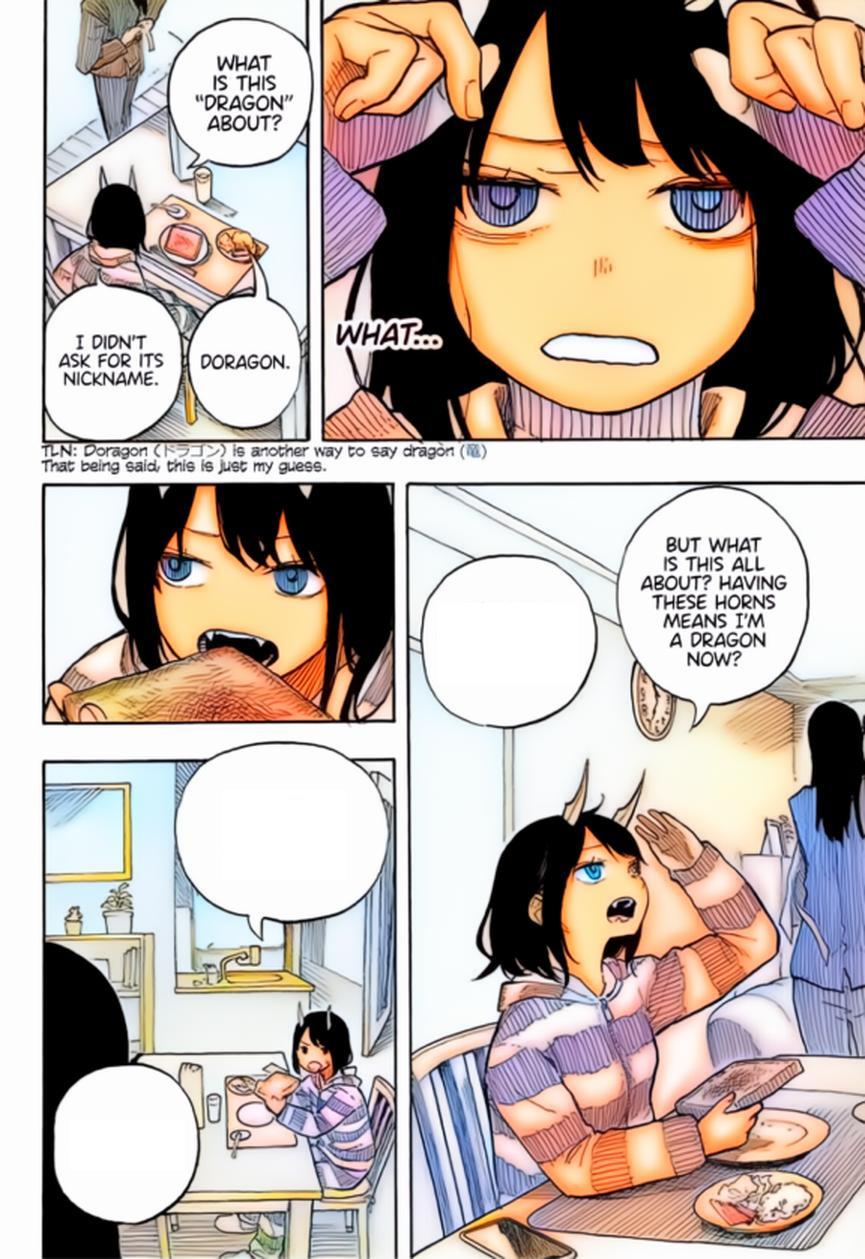 WHAT
IS THIS
"DRAGON"
ABOUT?
I DIDN'T
ASK FOR ITS
NICKNAME.
DORAGON.
WHAT...
TLN: Doragon (ドラゴン) is another way to say dragon (竜)
That being said, this is just my guess.
BUT WHAT
IS THIS ALL
ABOUT? HAVING
THESE HORNS
MEANS I'M
A DRAGON
NOW?